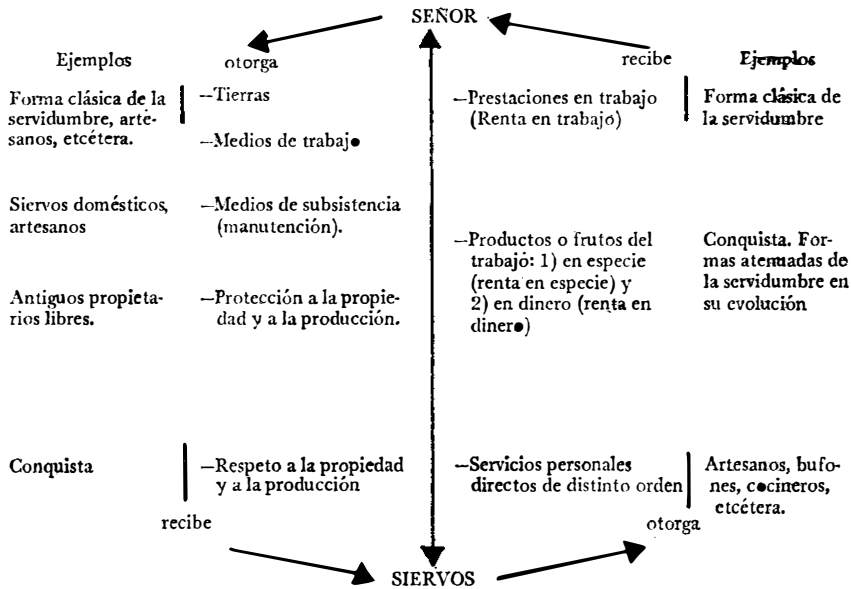 SEÑOR
Ejemplos
otorga
recibe
Ejemplos
Forma clásica de la
servidumbre, arte-
sanos, etcétera.
—Tierras
—Medios de trabajo
—Prestaciones en trabajo
(Renta en trabajo)
Forma clásica de
la servidumbre
Siervos domésticos,
artesanos
—Medios de subsistencia
(manutención).
—Productos o frutos del
trabajo: 1) en especie
(renta en especie) y
2) en dinero (renta en
dinero)
Conquista. For-
mas atenuadas de
la servidumbre en
su evolución
Antiguos propieta-
rios libres.
—Protección a la propie-
dad y a la producción.
Conquista
—Respeto a la propiedad
y a la producción
—Servicios personales
directos de distinto orden
Artesanos, bufo-
nes, cocineros,
etcétera.
recibe
otorga
SIERVOS